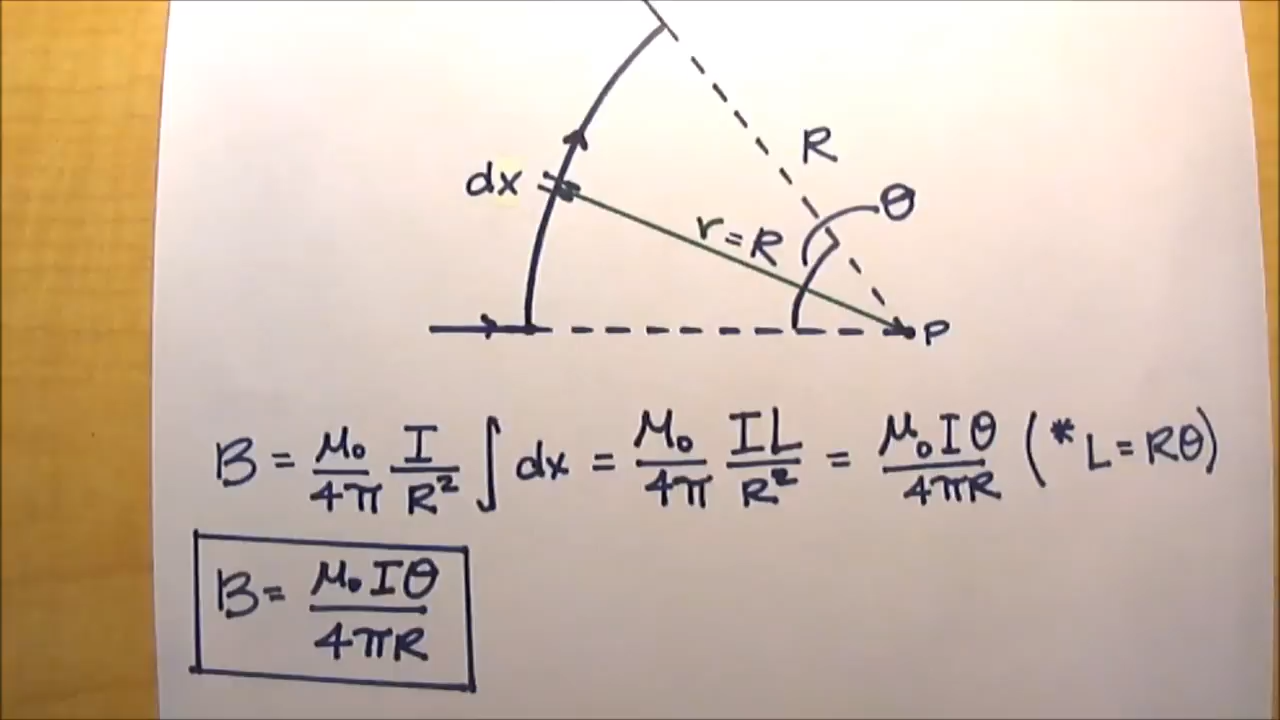 R
dx
θ
r = R
P
B = μ₀/4π I/R² ∫ dx = μ₀/4π IL/R² = μ₀Iθ/4πR (* L = Rθ)
B = μ₀Iθ/4πR